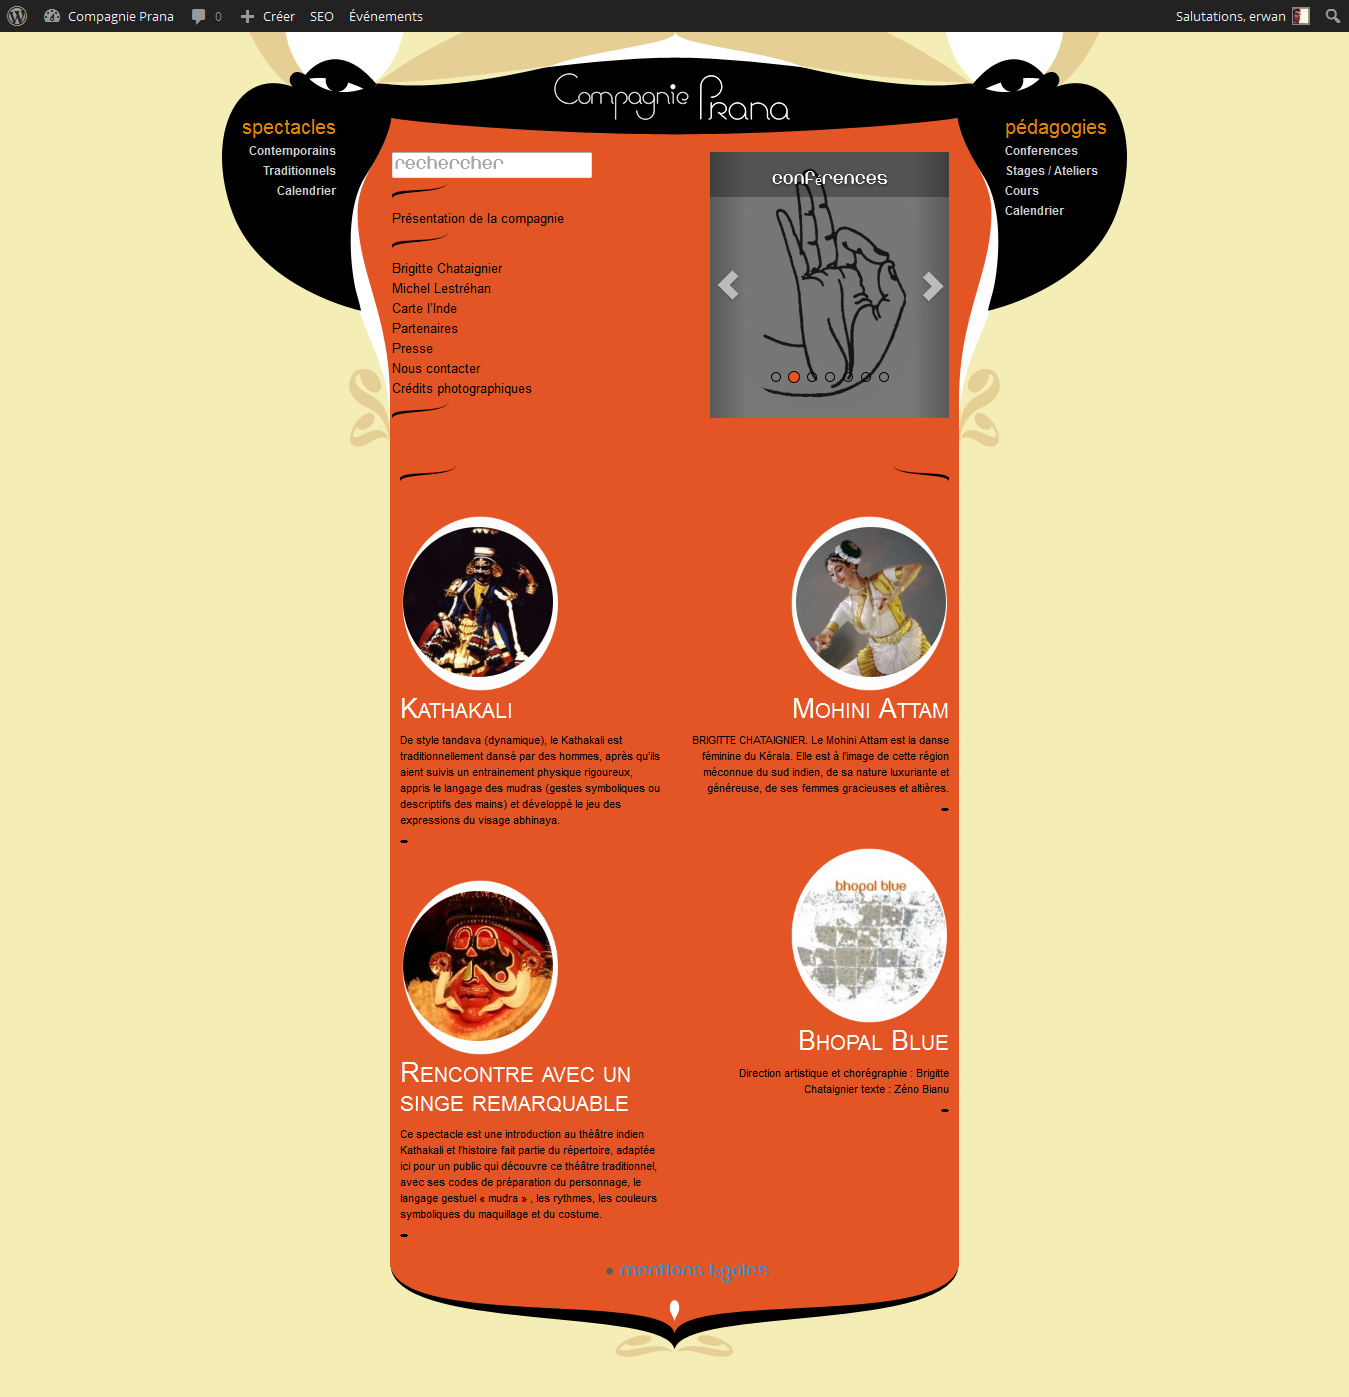 Compagnie Prana
0
Créer
SEO
Événements
Salutations, erwan
Compagnie Prana
spectacles
Contemporains
Traditionnels
Calendrier
pédagogies
Conferences
Stages / Ateliers
Cours
Calendrier
rechercher
Présentation de la compagnie
Brigitte Chataignier
Michel Lestréhan
Carte l'Inde
Partenaires
Presse
Nous contacter
Crédits photographiques
conférences
Kathakali
De style tandava (dynamique), le Kathakali est
traditionnellement dansé par des hommes, après qu'ils
aient suivis un entrainement physique rigoureux,
appris le langage des mudras (gestes symboliques ou
descriptifs des mains) et développé le jeu des
expressions du visage abhinaya.
Mohini Attam
BRIGITTE CHATAIGNIER. Le Mohini Attam est la danse
féminine du Kérala. Elle est à l'image de cette région
méconnue du sud indien, de sa nature luxuriante et
généreuse, de ses femmes gracieuses et altières.
Rencontre avec un
singe remarquable
Ce spectacle est une introduction au théâtre indien
Kathakali et l'histoire fait partie du répertoire, adaptée
ici pour un public qui découvre ce théâtre traditionnel,
avec ses codes de préparation du personnage, le
langage gestuel « mudra » , les rythmes, les couleurs
symboliques du maquillage et du costume.
bhopal blue
Bhopal Blue
Direction artistique et chorégraphie : Brigitte
Chataignier texte : Zéno Bianu
• mentions légales